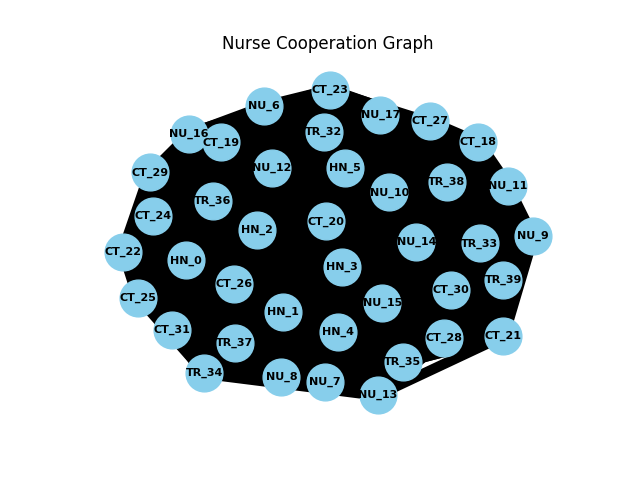 Nurse Cooperation Graph
CT_23
NU_6
NU_17
CT_27
NU_16
TR_32
CT_19
CT_18
NU_12
HN_5
CT_29
TR_38
NU_11
NU_10
TR_36
CT_24
CT_20
HN_2
NU_9
NU_14
TR_33
CT_22
HN_0
HN_3
TR_39
CT_26
CT_30
CT_25
NU_15
HN_1
CT_31
HN_4
CT_21
CT_28
TR_37
TR_35
TR_34
NU_8
NU_7
NU_13